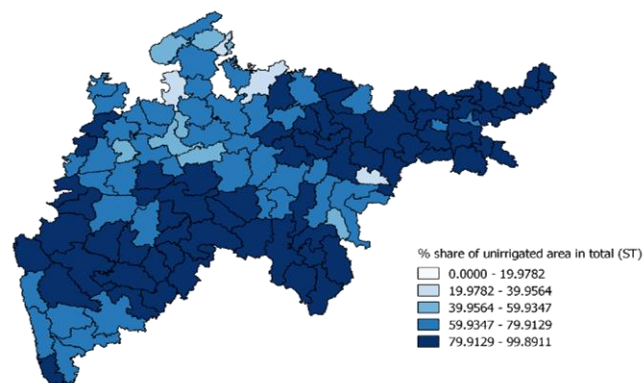 % share of unirrigated area in total (ST)
0.0000 - 19.9782
19.9782 - 39.9564
39.9564 - 59.9347
59.9347 - 79.9129
79.9129 - 99.8911